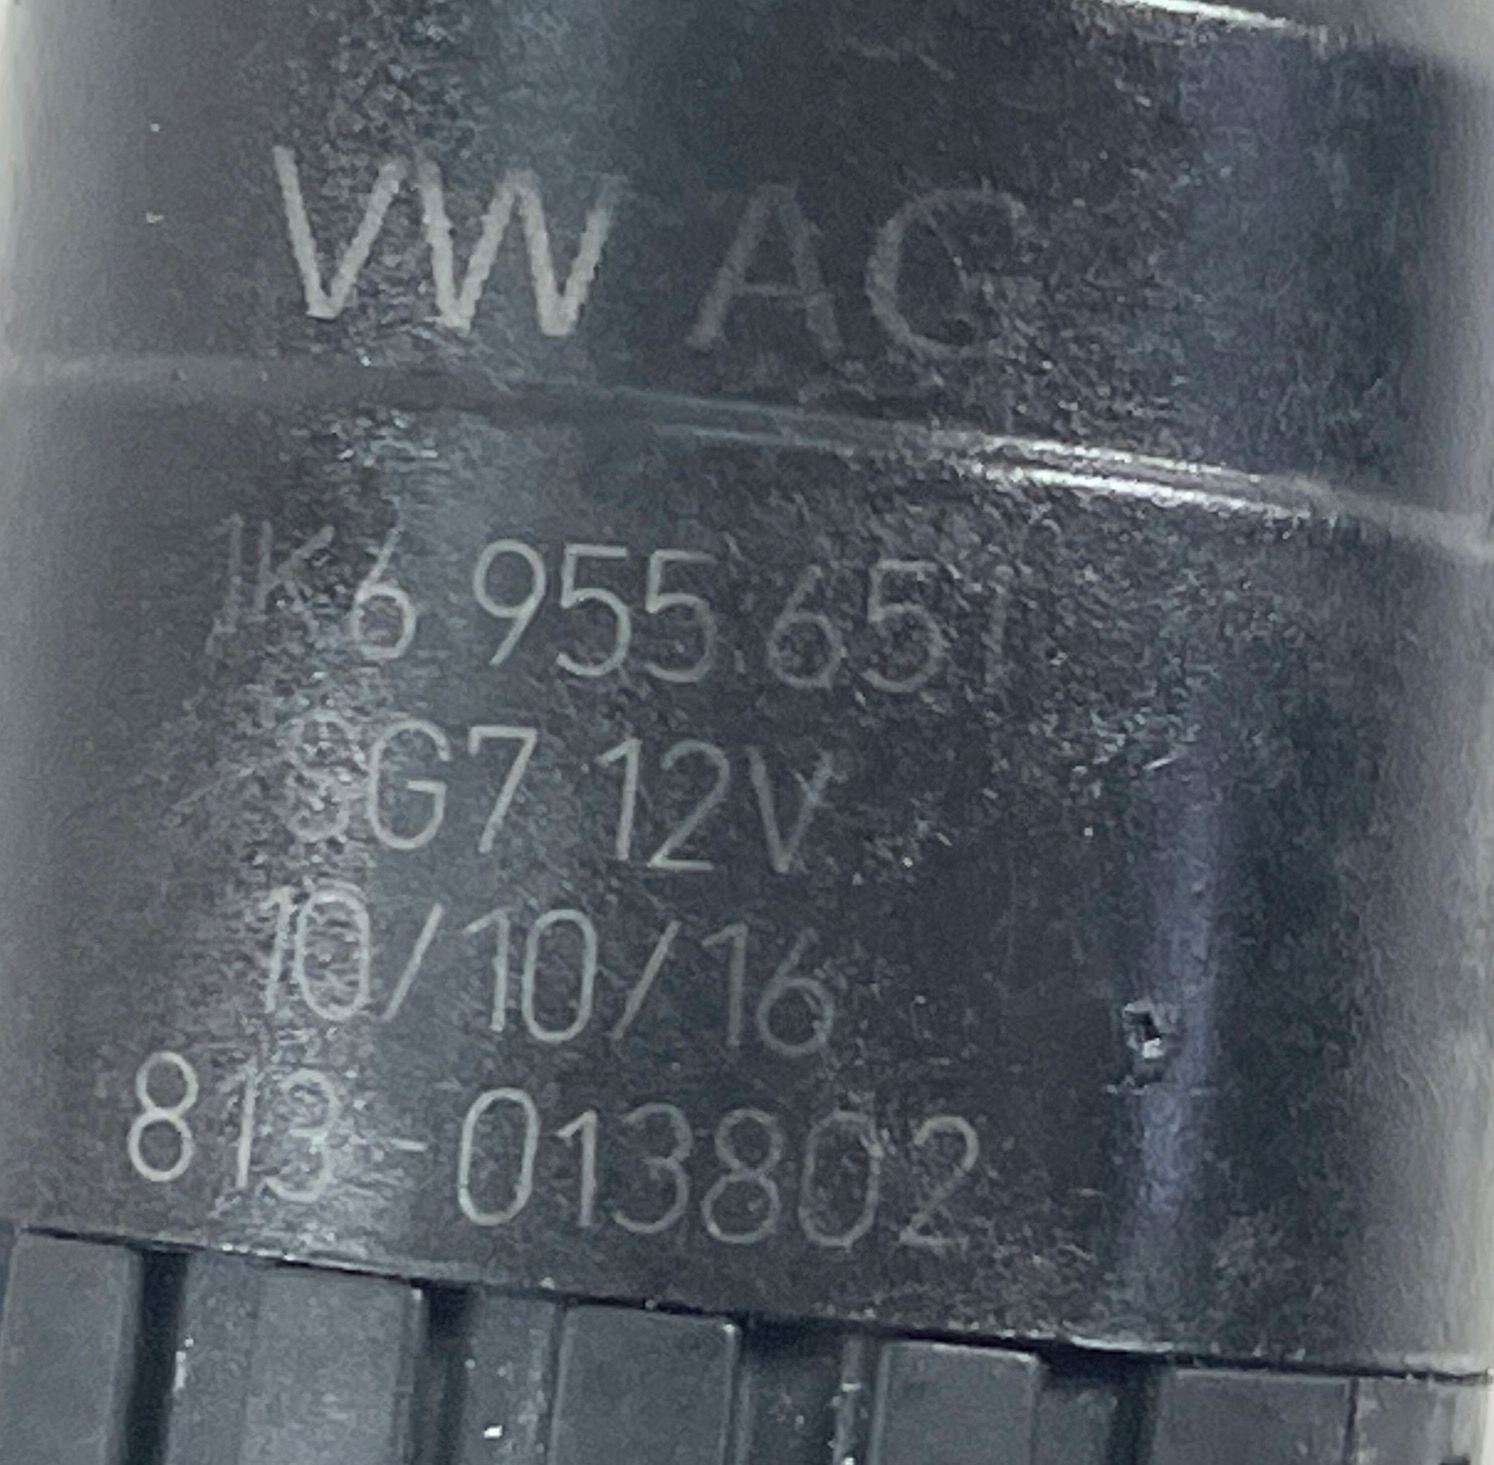 VW AG
1K6 955 651
SG7 12V
10/10/16
813-013802